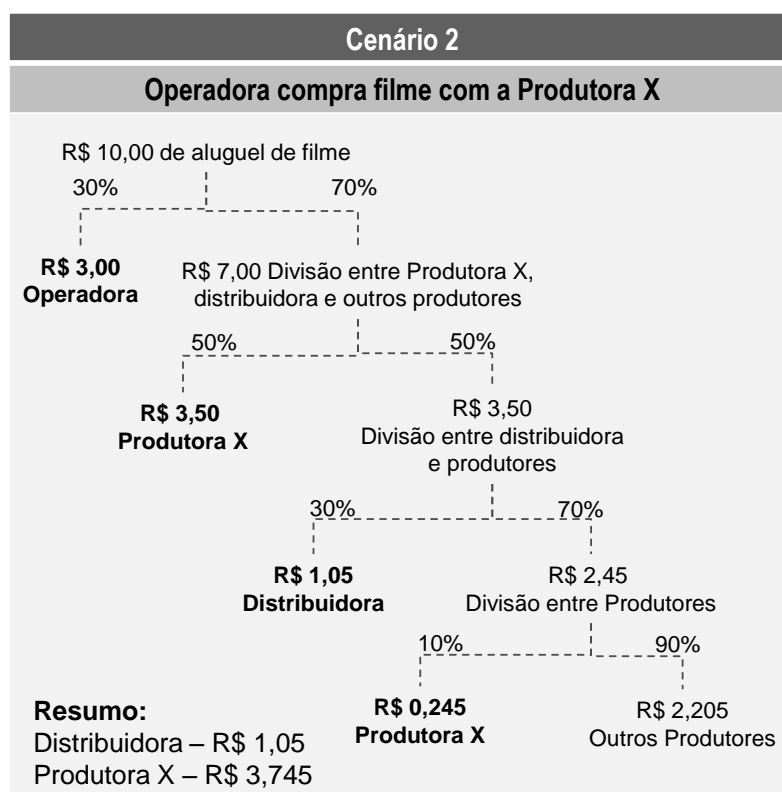 Cenário 2
Operadora compra filme com a Produtora X
R$ 10,00 de aluguel de filme
30%
70%
R$ 3,00
Operadora
R$ 7,00 Divisão entre Produtora X,
distribuidora e outros produtores
50%
50%
R$ 3,50
Produtora X
R$ 3,50
Divisão entre distribuidora
e produtores
30%
70%
R$ 1,05
Distribuidora
R$ 2,45
Divisão entre Produtores
10%
90%
R$ 0,245
Produtora X
R$ 2,205
Outros Produtores
Resumo:
Distribuidora – R$ 1,05
Produtora X – R$ 3,745